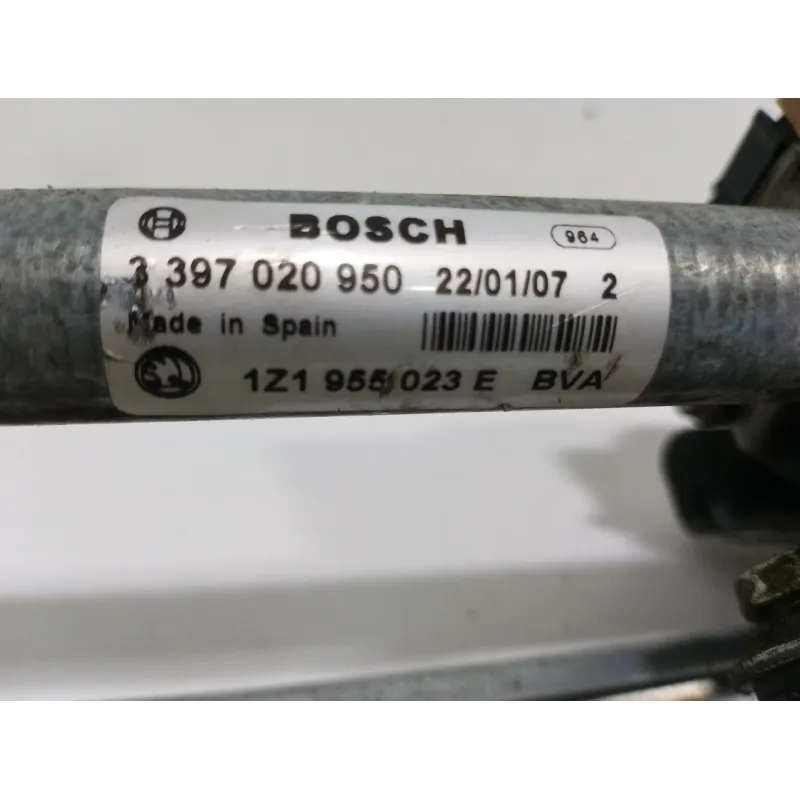 BOSCH 964
3 397 020 950 22/01/07 2
Made in Spain
1Z1 955 023 E BVA